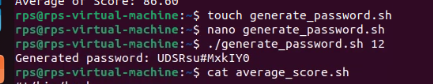 Average of Score: 86.60
rps@rps-virtual-machine:~$ touch generate_password.sh
rps@rps-virtual-machine:~$ nano generate_password.sh
rps@rps-virtual-machine:~$ ./generate_password.sh 12
Generated password: UDSRsu#MxkIY0
rps@rps-virtual-machine:~$ cat average_score.sh